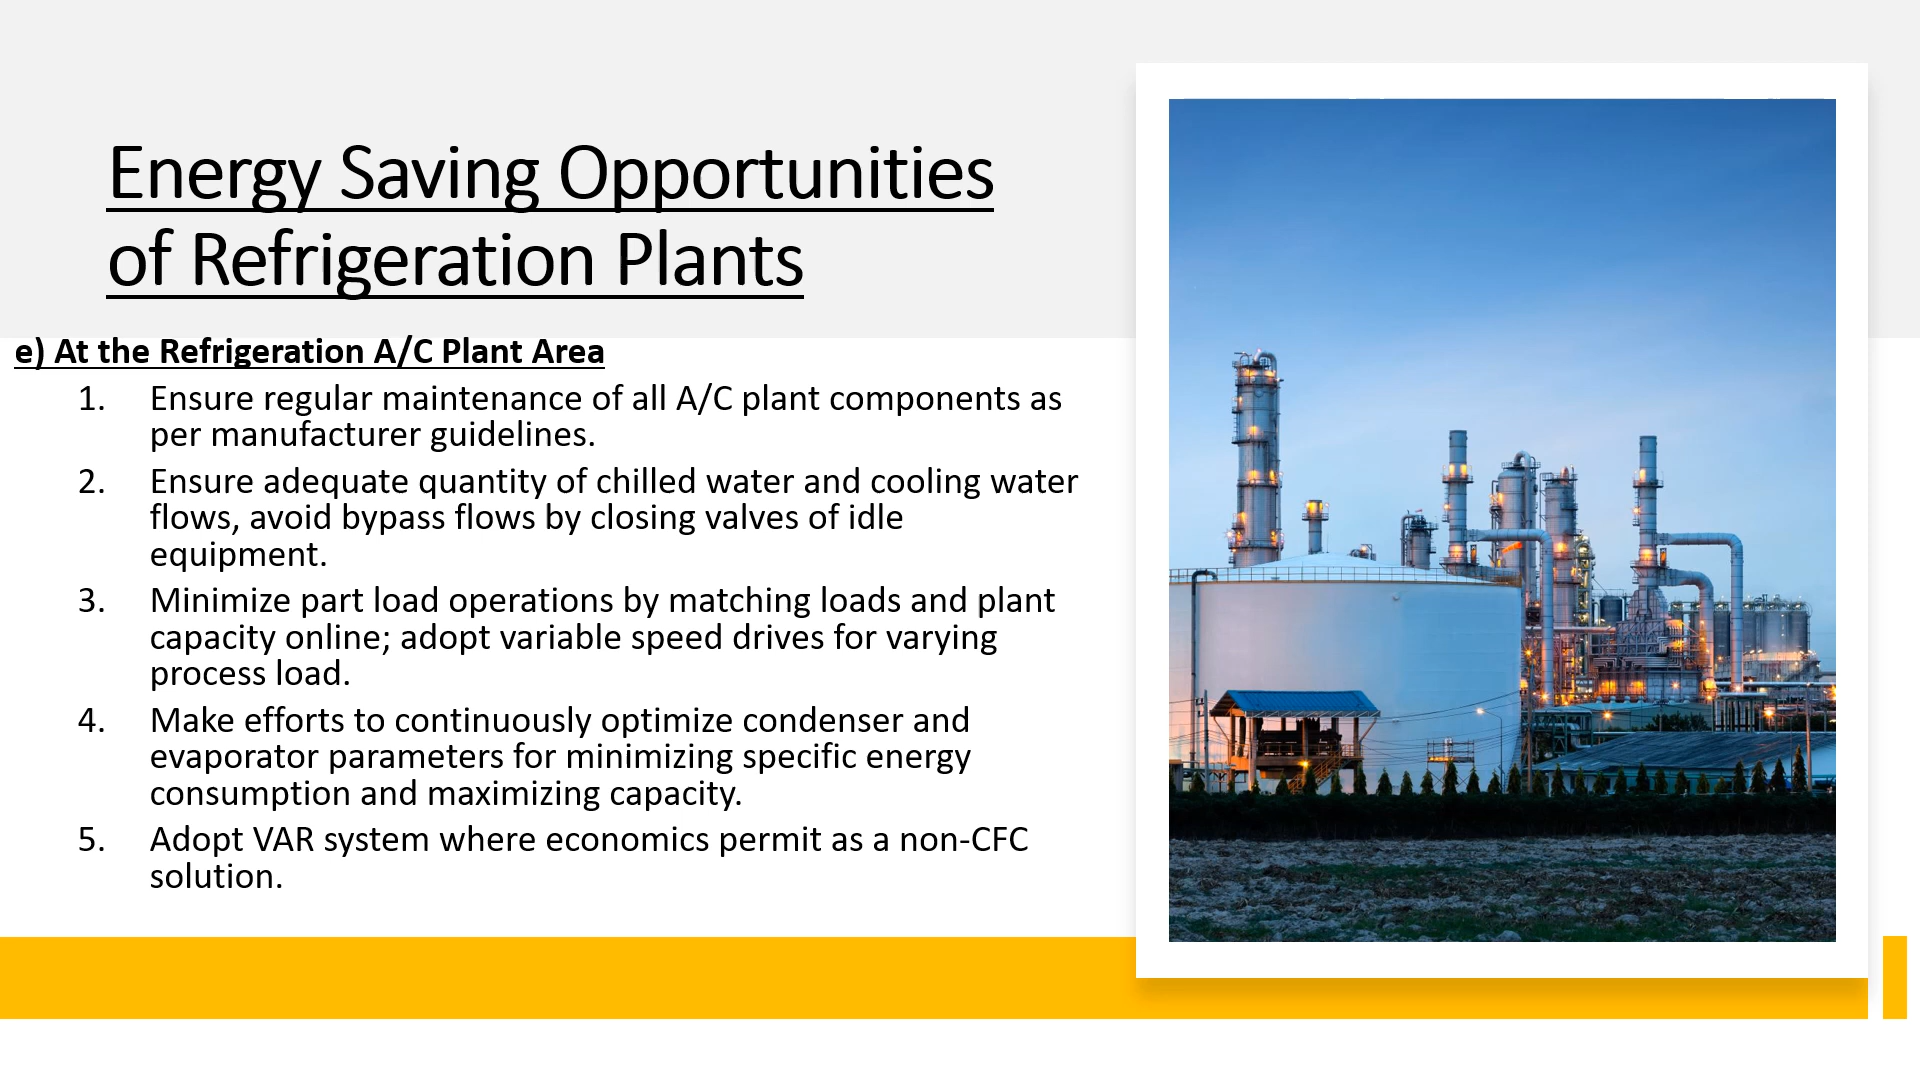 Energy Saving Opportunities
of Refrigeration Plants
e) At the Refrigeration A/C Plant Area
1. Ensure regular maintenance of all A/C plant components as
per manufacturer guidelines.
2. Ensure adequate quantity of chilled water and cooling water
flows, avoid bypass flows by closing valves of idle
equipment.
3. Minimize part load operations by matching loads and plant
capacity online; adopt variable speed drives for varying
process load.
4. Make efforts to continuously optimize condenser and
evaporator parameters for minimizing specific energy
consumption and maximizing capacity.
5. Adopt VAR system where economics permit as a non-CFC
solution.